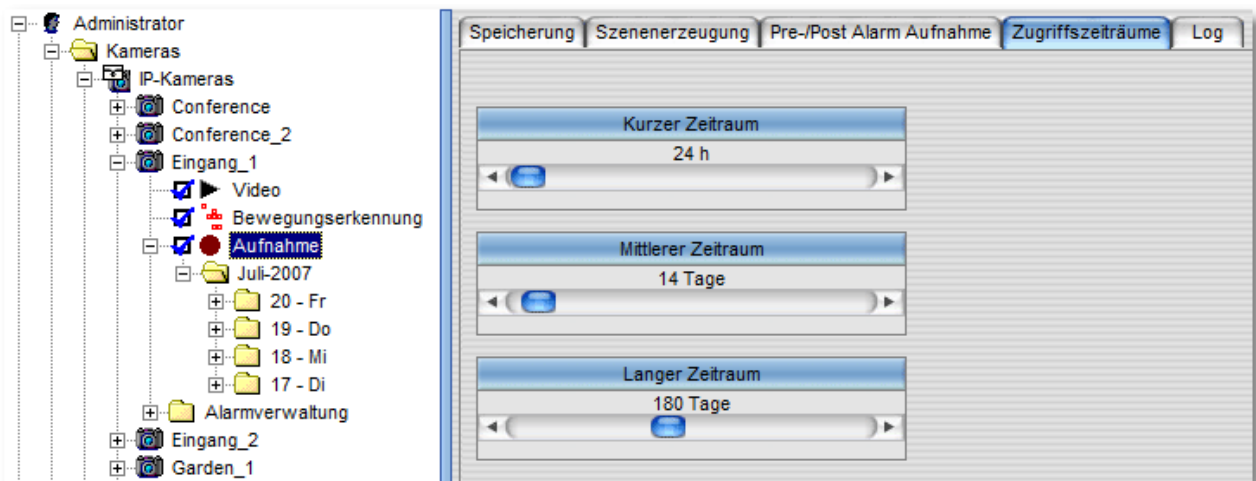 Administrator
Kameras
IP-Kameras
Conference
Conference_2
Eingang_1
Video
Bewegungserkennung
Aufnahme
Juli-2007
20 - Fr
19 - Do
18 - Mi
17 - Di
Alarmverwaltung
Eingang_2
Garden_1
Speicherung Szenenerzeugung Pre-/Post Alarm Aufnahme Zugriffszeiträume Log
Kurzer Zeitraum
24 h
Mittlerer Zeitraum
14 Tage
Langer Zeitraum
180 Tage